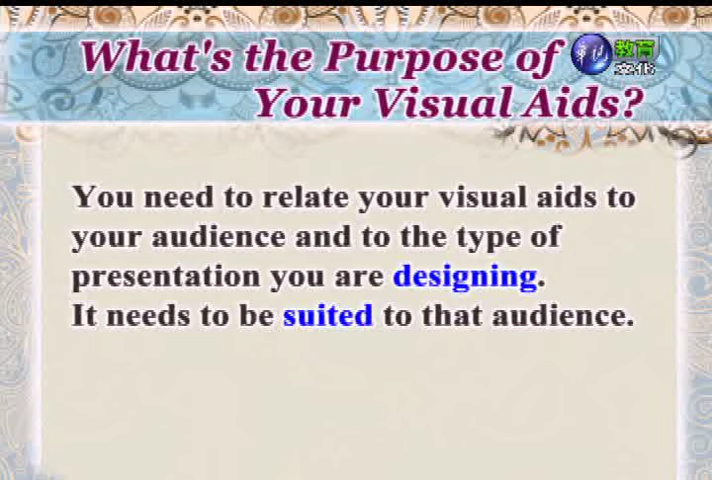 What's the Purpose of
華視 教育
文化
Your Visual Aids?
You need to relate your visual aids to
your audience and to the type of
presentation you are designing.
It needs to be suited to that audience.